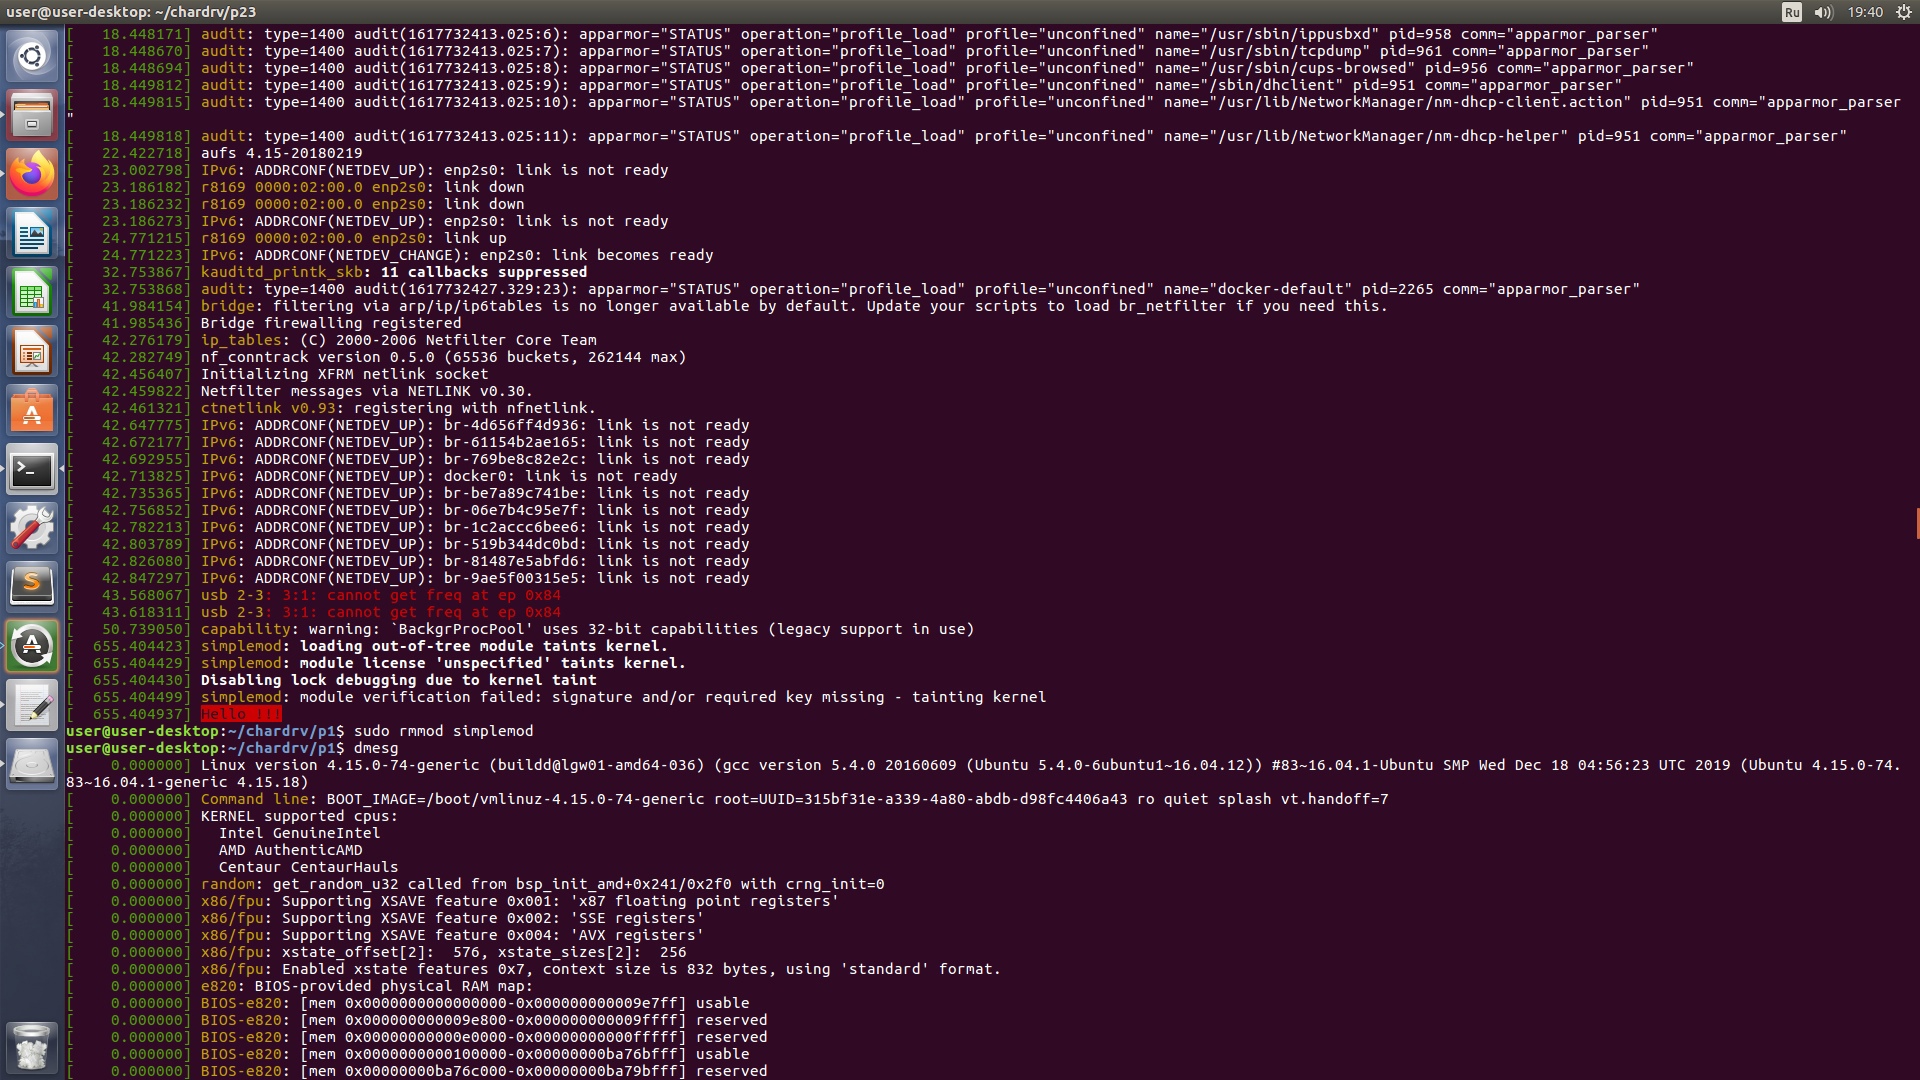 user@user-desktop: ~/chardrv/p23
Ru
19:40
[   18.448171] audit: type=1400 audit(1617732413.025:6): apparmor="STATUS" operation="profile_load" profile="unconfined" name="/usr/sbin/ippusbxd" pid=958 comm="apparmor_parser"
[   18.448670] audit: type=1400 audit(1617732413.025:7): apparmor="STATUS" operation="profile_load" profile="unconfined" name="/usr/sbin/tcpdump" pid=961 comm="apparmor_parser"
[   18.448694] audit: type=1400 audit(1617732413.025:8): apparmor="STATUS" operation="profile_load" profile="unconfined" name="/usr/sbin/cups-browsed" pid=956 comm="apparmor_parser"
[   18.449812] audit: type=1400 audit(1617732413.025:9): apparmor="STATUS" operation="profile_load" profile="unconfined" name="/sbin/dhclient" pid=951 comm="apparmor_parser"
[   18.449815] audit: type=1400 audit(1617732413.025:10): apparmor="STATUS" operation="profile_load" profile="unconfined" name="/usr/lib/NetworkManager/nm-dhcp-client.action" pid=951 comm="apparmor_parser
"
[   18.449818] audit: type=1400 audit(1617732413.025:11): apparmor="STATUS" operation="profile_load" profile="unconfined" name="/usr/lib/NetworkManager/nm-dhcp-helper" pid=951 comm="apparmor_parser"
[   22.422718] aufs 4.15-20180219
[   23.002798] IPv6: ADDRCONF(NETDEV_UP): enp2s0: link is not ready
[   23.186182] r8169 0000:02:00.0 enp2s0: link down
[   23.186232] r8169 0000:02:00.0 enp2s0: link down
[   23.186273] IPv6: ADDRCONF(NETDEV_UP): enp2s0: link is not ready
[   24.771215] r8169 0000:02:00.0 enp2s0: link up
[   24.771223] IPv6: ADDRCONF(NETDEV_CHANGE): enp2s0: link becomes ready
[   32.753867] kauditd_printk_skb: 11 callbacks suppressed
[   32.753868] audit: type=1400 audit(1617732427.329:23): apparmor="STATUS" operation="profile_load" profile="unconfined" name="docker-default" pid=2265 comm="apparmor_parser"
[   41.984154] bridge: filtering via arp/ip/ip6tables is no longer available by default. Update your scripts to load br_netfilter if you need this.
[   41.985436] Bridge firewalling registered
[   42.276179] ip_tables: (C) 2000-2006 Netfilter Core Team
[   42.282749] nf_conntrack version 0.5.0 (65536 buckets, 262144 max)
[   42.456407] Initializing XFRM netlink socket
[   42.459822] Netfilter messages via NETLINK v0.30.
[   42.461321] ctnetlink v0.93: registering with nfnetlink.
[   42.647775] IPv6: ADDRCONF(NETDEV_UP): br-4d656ff4d936: link is not ready
[   42.672177] IPv6: ADDRCONF(NETDEV_UP): br-61154b2ae165: link is not ready
[   42.692955] IPv6: ADDRCONF(NETDEV_UP): br-769be8c82e2c: link is not ready
[   42.713825] IPv6: ADDRCONF(NETDEV_UP): docker0: link is not ready
[   42.735365] IPv6: ADDRCONF(NETDEV_UP): br-be7a89c741be: link is not ready
[   42.756852] IPv6: ADDRCONF(NETDEV_UP): br-06e7b4c95e7f: link is not ready
[   42.782213] IPv6: ADDRCONF(NETDEV_UP): br-1c2accc6bee6: link is not ready
[   42.803789] IPv6: ADDRCONF(NETDEV_UP): br-519b344dc0bd: link is not ready
[   42.826080] IPv6: ADDRCONF(NETDEV_UP): br-81487e5abfd6: link is not ready
[   42.847297] IPv6: ADDRCONF(NETDEV_UP): br-9ae5f00315e5: link is not ready
[   43.568067] usb 2-3: 3:1: cannot get freq at ep 0x84
[   43.618311] usb 2-3: 3:1: cannot get freq at ep 0x84
[   50.739050] capability: warning: `BackgrProcPool' uses 32-bit capabilities (legacy support in use)
[  655.404423] simplemod: loading out-of-tree module taints kernel.
[  655.404429] simplemod: module license 'unspecified' taints kernel.
[  655.404430] Disabling lock debugging due to kernel taint
[  655.404499] simplemod: module verification failed: signature and/or required key missing - tainting kernel
[  655.404937] Hello !!!
user@user-desktop:~/chardrv/p1$ sudo rmmod simplemod
user@user-desktop:~/chardrv/p1$ dmesg
[    0.000000] Linux version 4.15.0-74-generic (buildd@lgw01-amd64-036) (gcc version 5.4.0 20160609 (Ubuntu 5.4.0-6ubuntu1~16.04.12)) #83~16.04.1-Ubuntu SMP Wed Dec 18 04:56:23 UTC 2019 (Ubuntu 4.15.0-74.
83~16.04.1-generic 4.15.18)
[    0.000000] Command line: BOOT_IMAGE=/boot/vmlinuz-4.15.0-74-generic root=UUID=315bf31e-a339-4a80-abdb-d98fc4406a43 ro quiet splash vt.handoff=7
[    0.000000] KERNEL supported cpus:
[    0.000000]   Intel GenuineIntel
[    0.000000]   AMD AuthenticAMD
[    0.000000]   Centaur CentaurHauls
[    0.000000] random: get_random_u32 called from bsp_init_amd+0x241/0x2f0 with crng_init=0
[    0.000000] x86/fpu: Supporting XSAVE feature 0x001: 'x87 floating point registers'
[    0.000000] x86/fpu: Supporting XSAVE feature 0x002: 'SSE registers'
[    0.000000] x86/fpu: Supporting XSAVE feature 0x004: 'AVX registers'
[    0.000000] x86/fpu: xstate_offset[2]:  576, xstate_sizes[2]:  256
[    0.000000] x86/fpu: Enabled xstate features 0x7, context size is 832 bytes, using 'standard' format.
[    0.000000] e820: BIOS-provided physical RAM map:
[    0.000000] BIOS-e820: [mem 0x0000000000000000-0x000000000009e7ff] usable
[    0.000000] BIOS-e820: [mem 0x000000000009e800-0x000000000009ffff] reserved
[    0.000000] BIOS-e820: [mem 0x00000000000e0000-0x00000000000fffff] reserved
[    0.000000] BIOS-e820: [mem 0x0000000000100000-0x00000000ba76bfff] usable
[    0.000000] BIOS-e820: [mem 0x00000000ba76c000-0x00000000ba79bfff] reserved